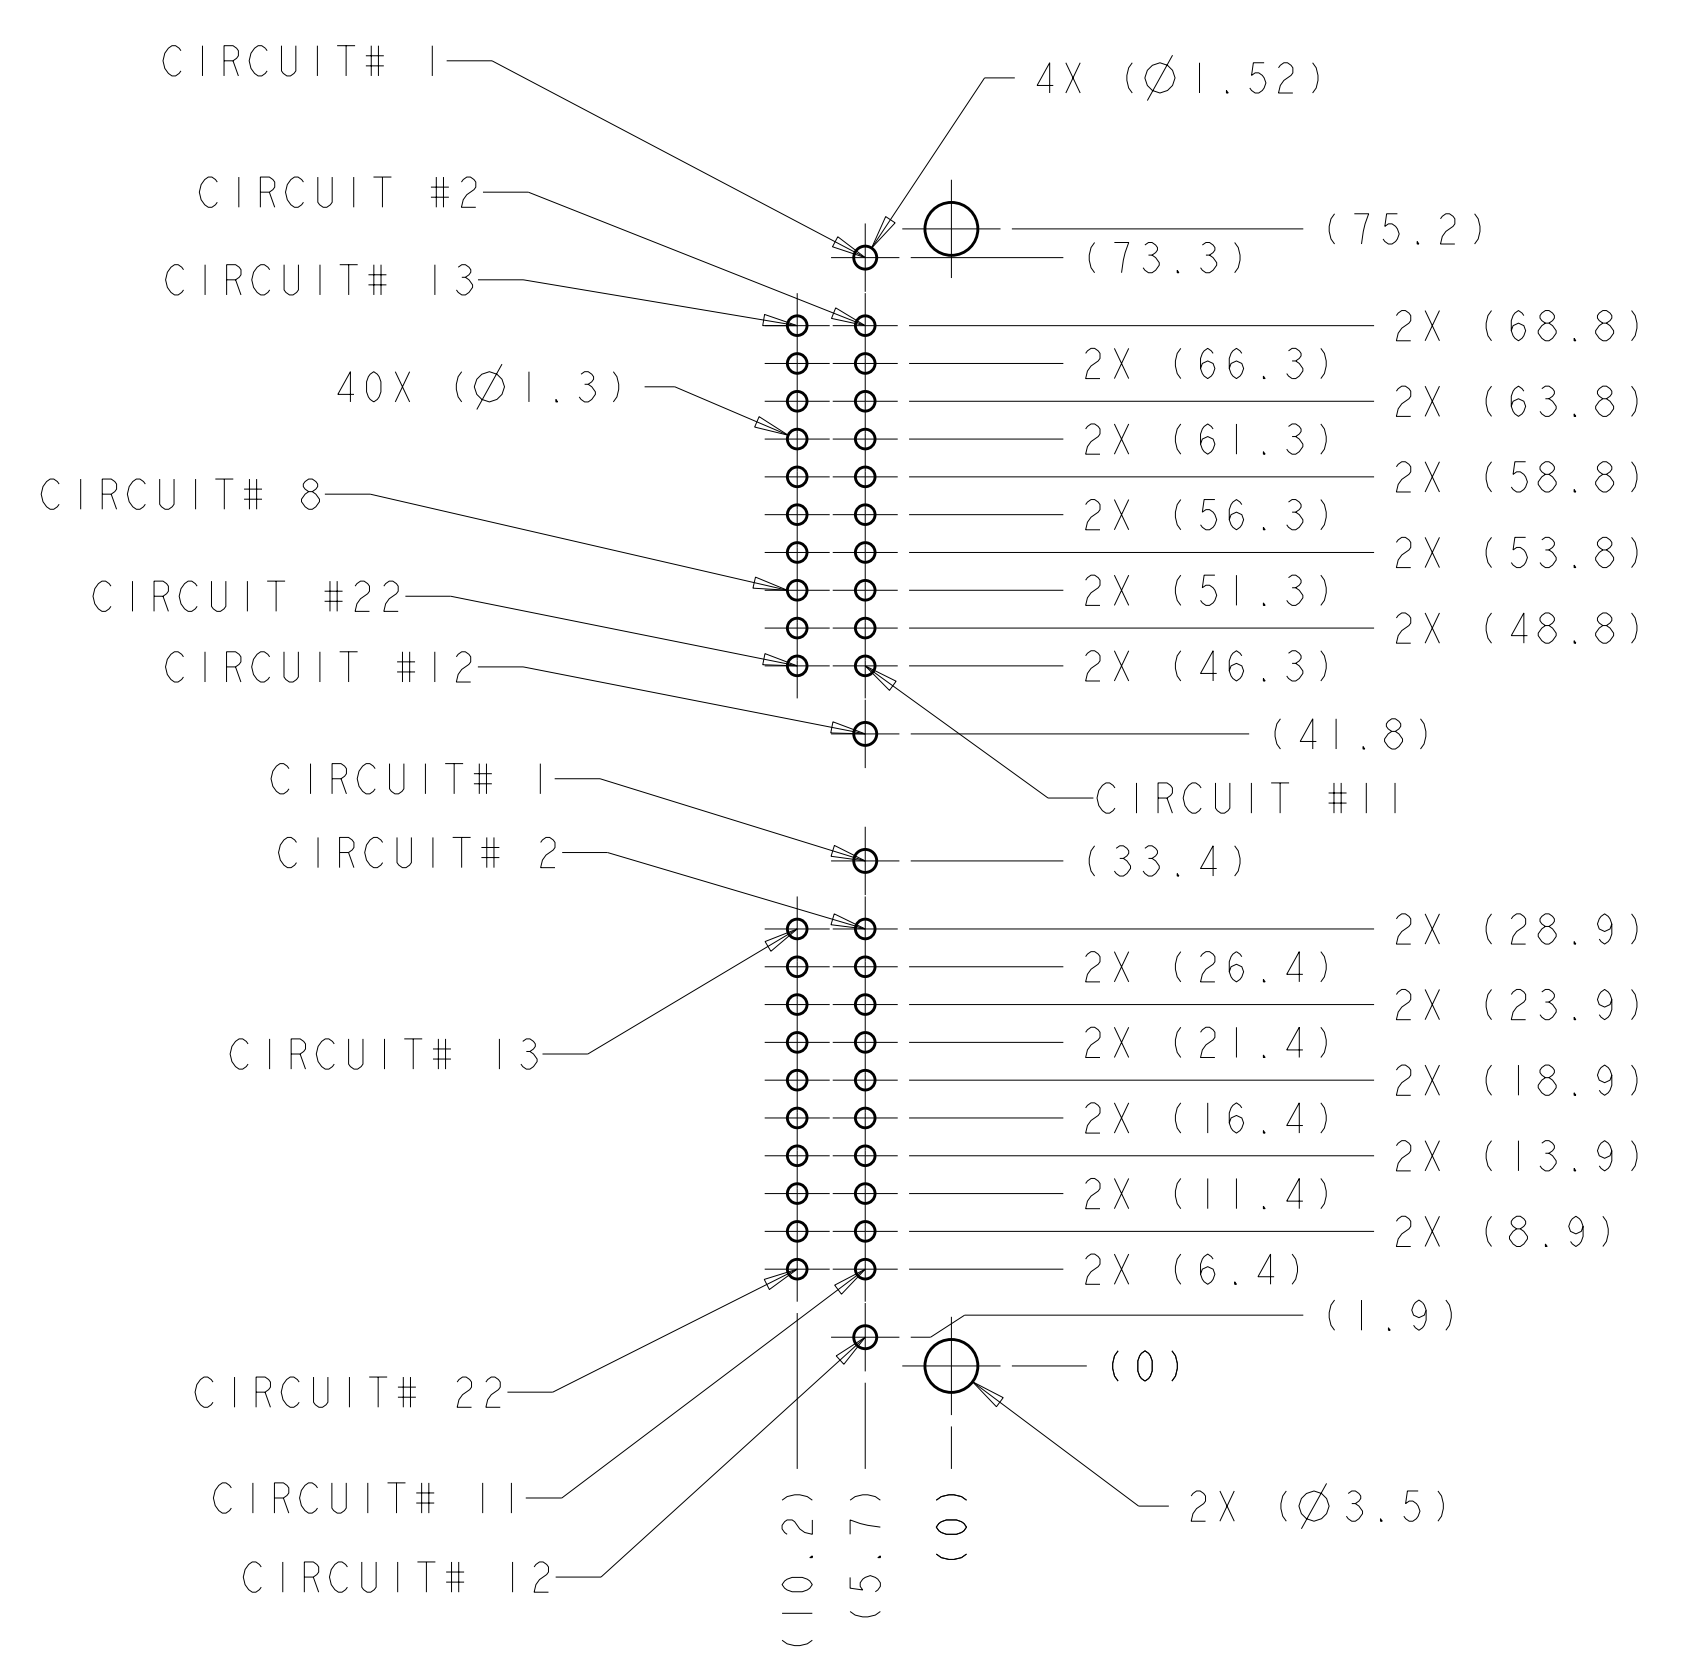 CIRCUIT# 1
4X (Ø1.52)
CIRCUIT #2
(75.2)
(73.3)
CIRCUIT# 13
2X (68.8)
2X (66.3)
40X (Ø1.3)
2X (63.8)
2X (61.3)
2X (58.8)
CIRCUIT# 8
2X (56.3)
2X (53.8)
CIRCUIT #22
2X (51.3)
2X (48.8)
CIRCUIT #12
2X (46.3)
(41.8)
CIRCUIT# 1
CIRCUIT #11
CIRCUIT# 2
(33.4)
2X (28.9)
2X (26.4)
2X (23.9)
CIRCUIT# 13
2X (21.4)
2X (18.9)
2X (16.4)
2X (13.9)
2X (11.4)
2X (8.9)
2X (6.4)
(1.9)
(0)
CIRCUIT# 22
CIRCUIT# 11
2X (Ø3.5)
CIRCUIT# 12
(10.2)
(5.7)
(0)